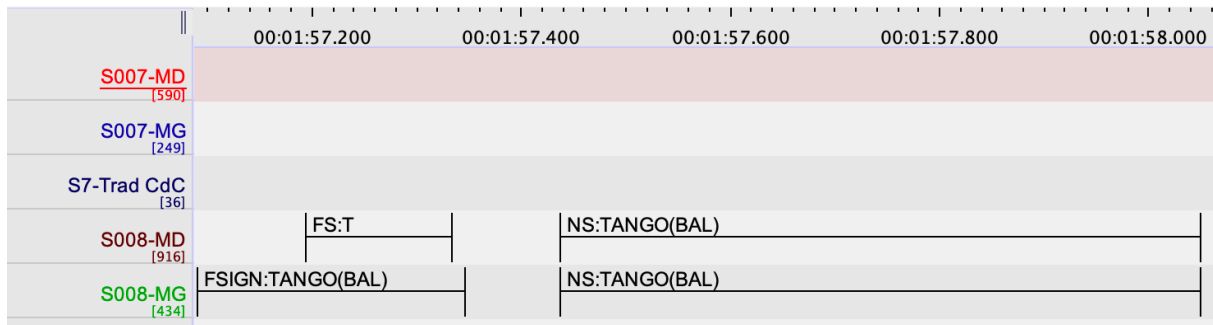 00:01:57.200 00:01:57.400 00:01:57.600 00:01:57.800 00:01:58.000
S007-MD
[590]
S007-MG
[249]
S7-Trad CdC
[36]
S008-MD
[916]
FS:T NS:TANGO(BAL)
S008-MG
[434]
FSIGN:TANGO(BAL) NS:TANGO(BAL)